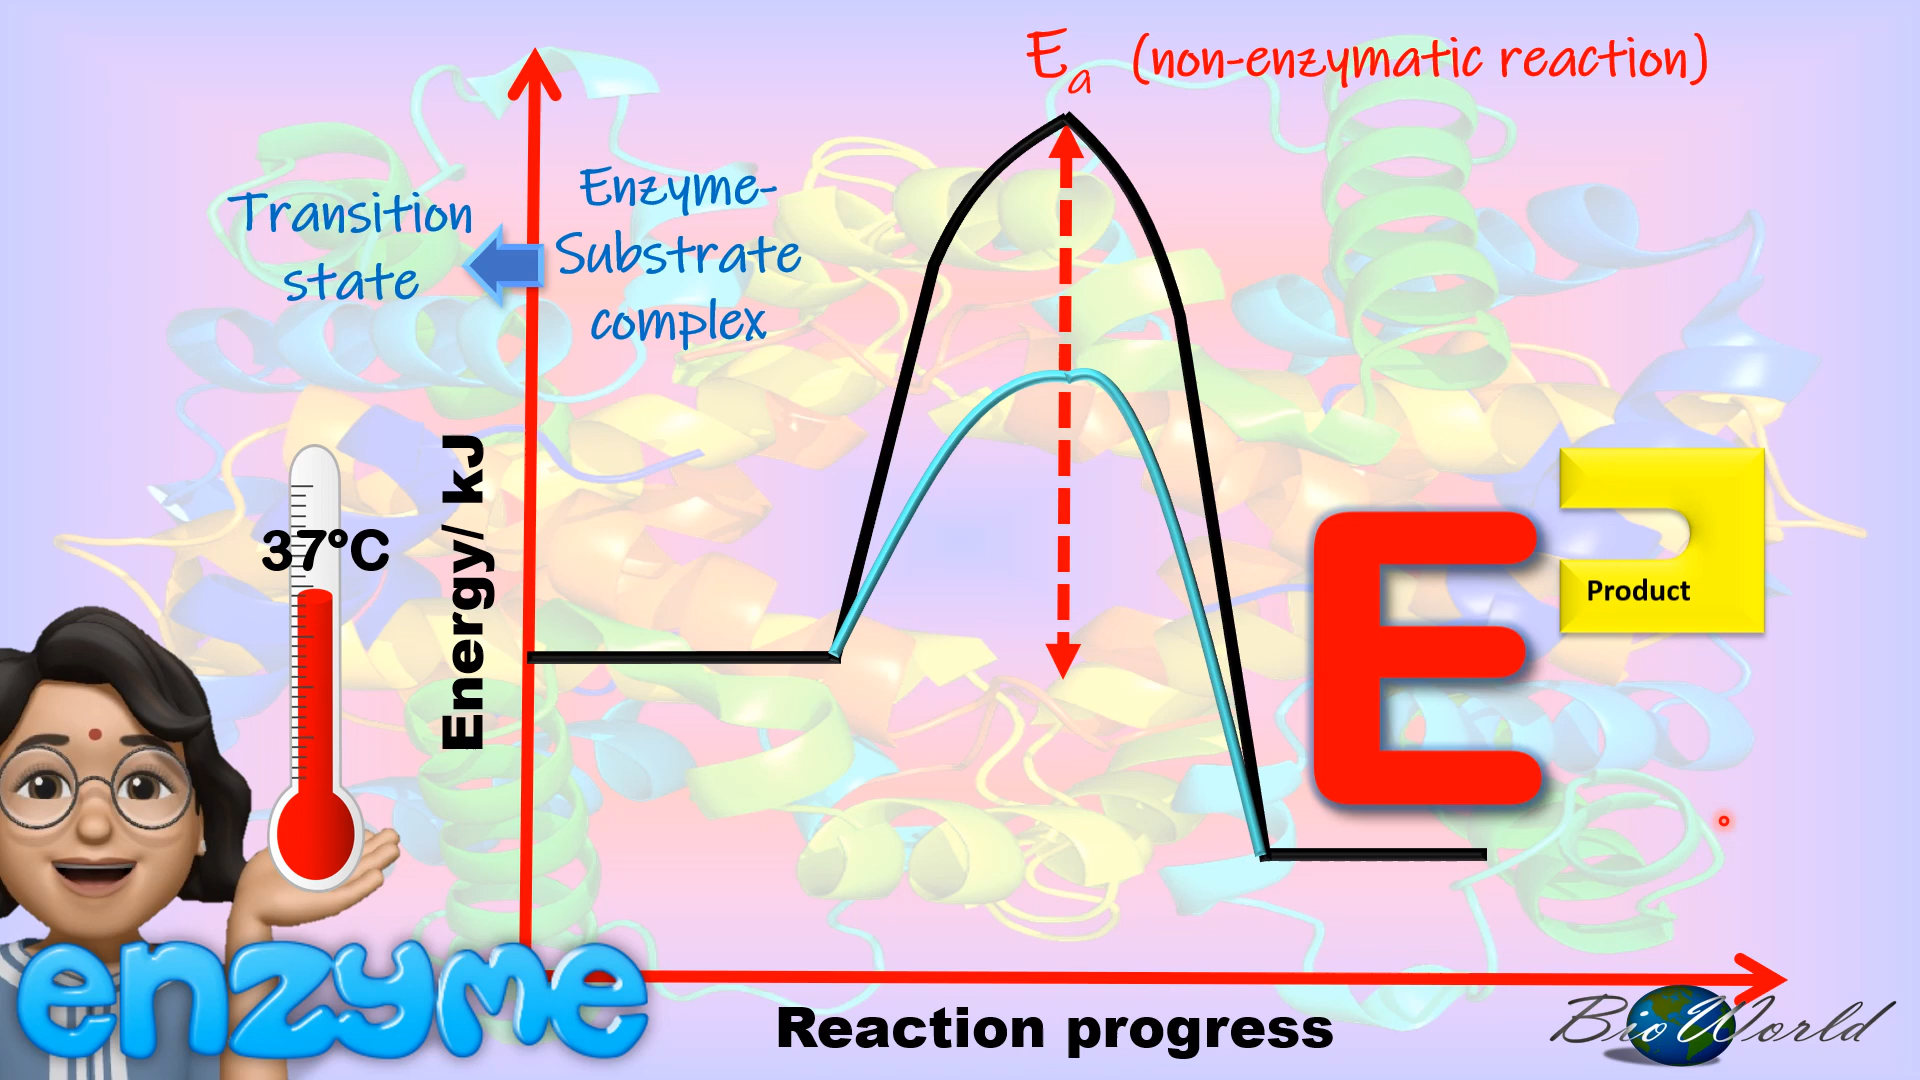 Ea (non-enzymatic reaction)
Transition
state
Enzyme-
Substrate
complex
37°C
Energy/ kJ
E
Product
enzyme
Reaction progress
BioWorld